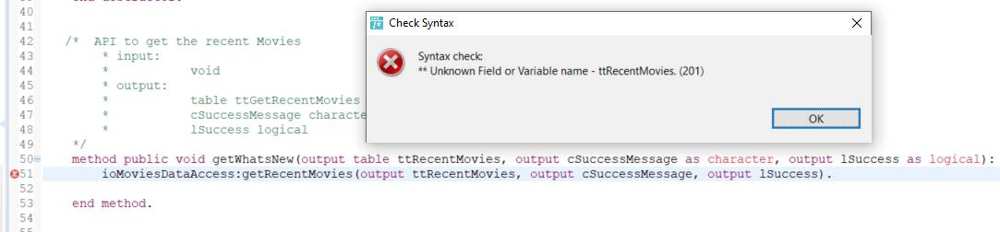 40
41
42 /* API to get the recent Movies
43 * input:
44 * void
45 * output:
46 * table ttGetRecentMovies
47 * cSuccessMessage characte
48 * lSuccess logical
49 */
50 method public void getWhatsNew(output table ttRecentMovies, output cSuccessMessage as character, output lSuccess as logical):
51 ioMoviesDataAccess:getRecentMovies(output ttRecentMovies, output cSuccessMessage, output lSuccess).
52
53 end method.
54
Check Syntax
Syntax check:
** Unknown Field or Variable name - ttRecentMovies. (201)
OK